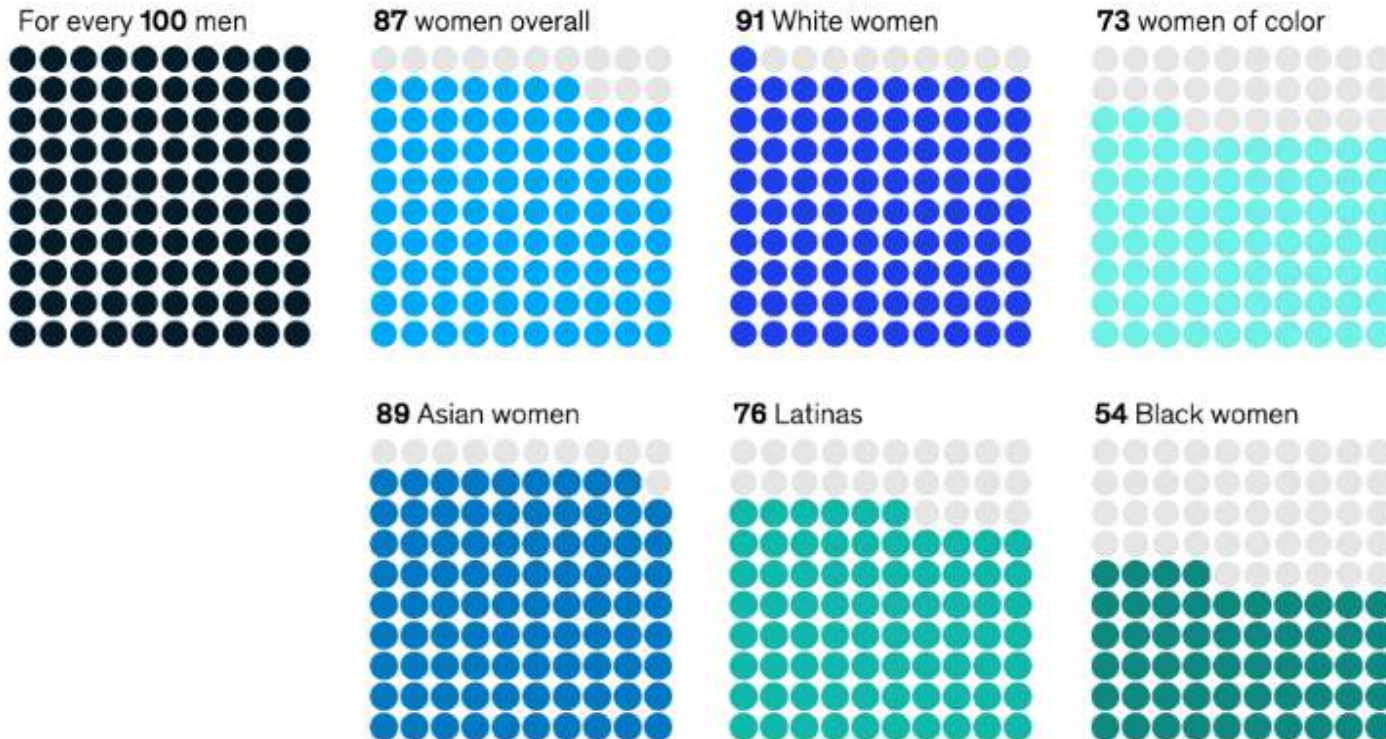 For every 100 men
87 women overall
91 White women
73 women of color
89 Asian women
76 Latinas
54 Black women